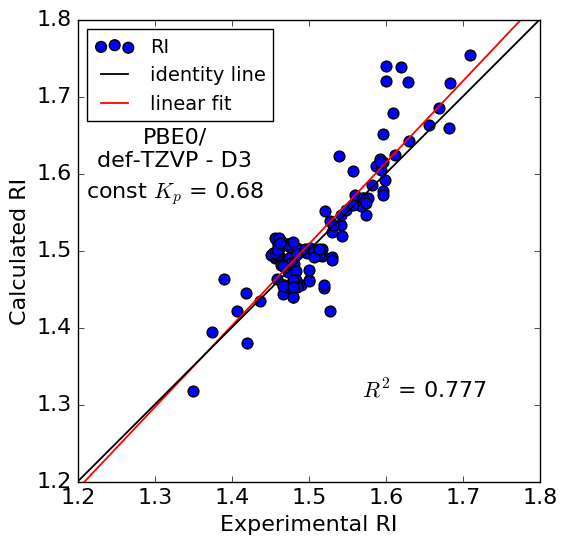 RI
identity line
linear fit
PBE0/
def-TZVP - D3
const $K_p$ = 0.68
$R^2$ = 0.777
1.8
1.7
1.6
1.5
1.4
1.3
1.2
Calculated RI
1.2 1.3 1.4 1.5 1.6 1.7 1.8
Experimental RI